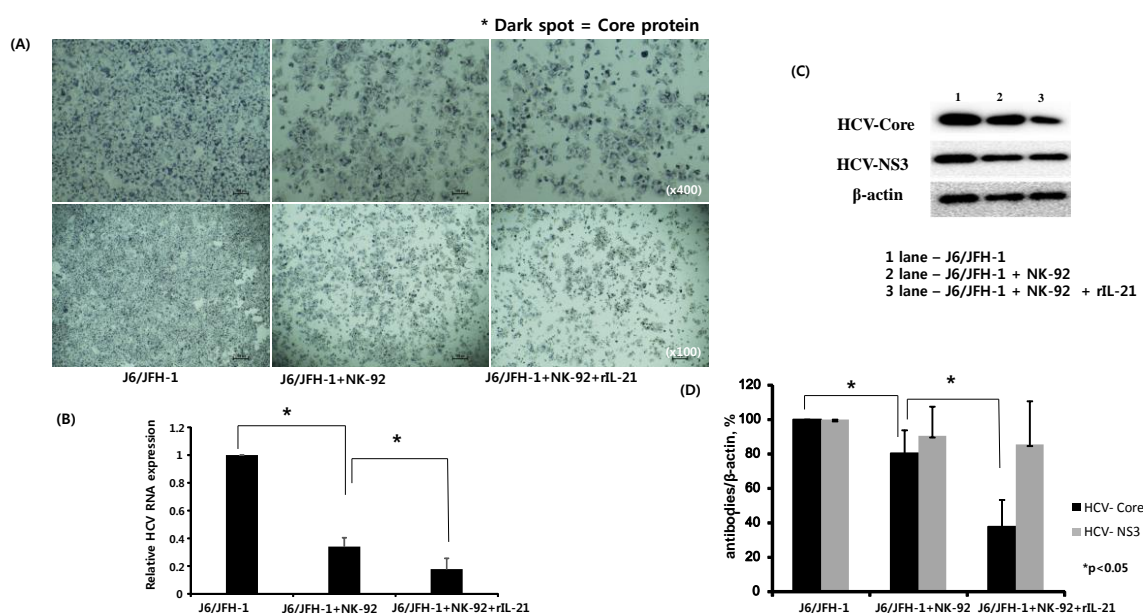 * Dark spot = Core protein
(A)
(x400)
(x100)
J6/JFH-1
J6/JFH-1+NK-92
J6/JFH-1+NK-92+rIL-21
(B)
Relative HCV RNA expression
1.2
1
0.8
0.6
0.4
0.2
0
*
*
J6/JFH-1
J6/JFH-1+NK-92
J6/JFH-1+NK-92+rIL-21
(C)
1 2 3
HCV-Core
HCV-NS3
β-actin
1 lane – J6/JFH-1
2 lane – J6/JFH-1 + NK-92
3 lane – J6/JFH-1 + NK-92 + rIL-21
(D)
antibodies/β-actin, %
120
100
80
60
40
20
0
*
*
HCV- Core
HCV- NS3
*p<0.05
J6/JFH-1
J6/JFH-1+NK-92
J6/JFH-1+NK-92+rIL-21